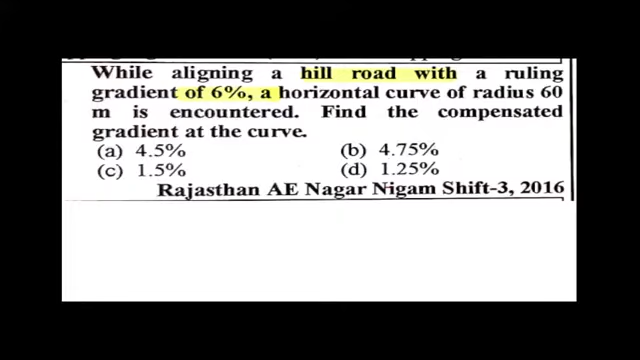 While aligning a hill road with a ruling
gradient of 6%, a horizontal curve of radius 60
m is encountered. Find the compensated
gradient at the curve.
(a) 4.5% (b) 4.75%
(c) 1.5% (d) 1.25%
Rajasthan AE Nagar Nigam Shift-3, 2016